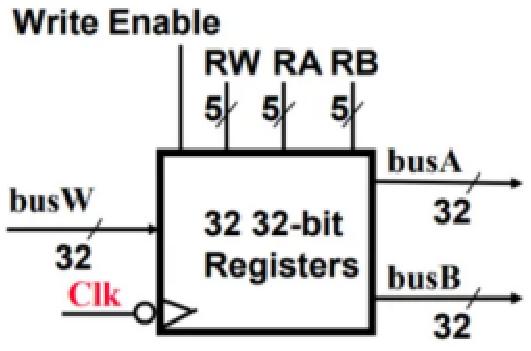 Write Enable
RW RA RB
5 5 5
busA
32
busW
32
32 32-bit
Registers
Clk
busB
32